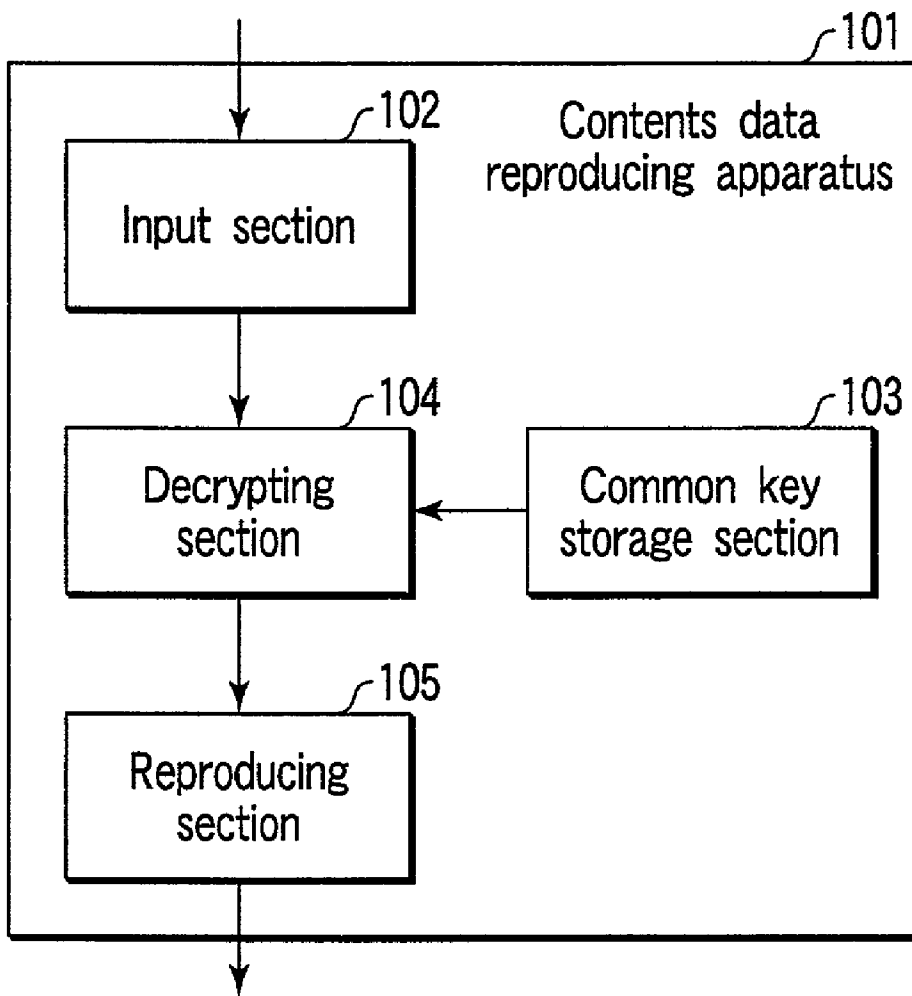 101
Contents data
reproducing apparatus
102
Input section
104
Decrypting
section
103
Common key
storage section
105
Reproducing
section